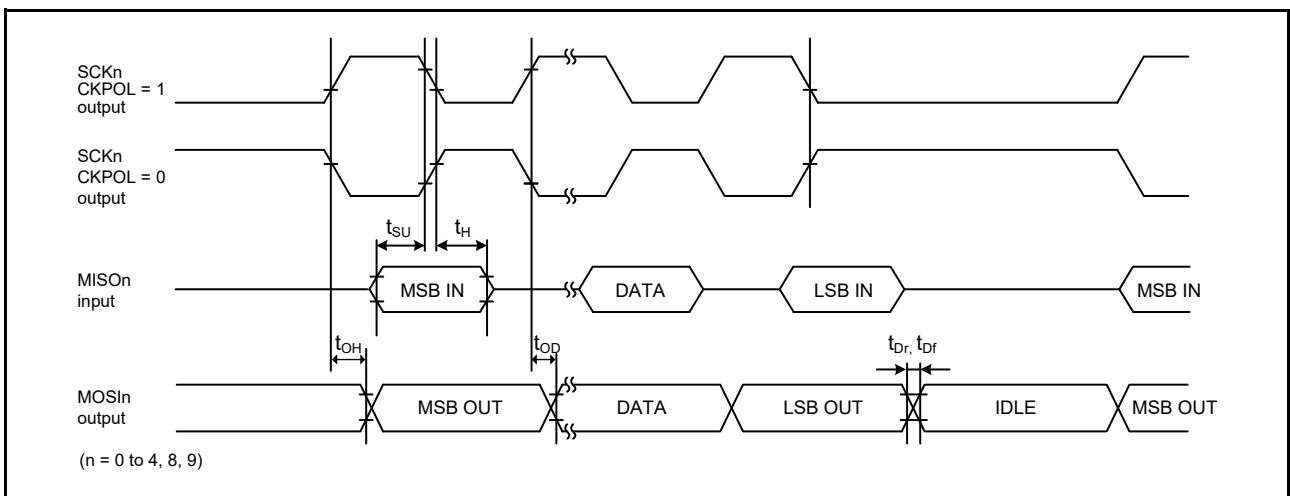 SCKn
CKPOL = 1
output
SCKn
CKPOL = 0
output
tSU
tH
MISOn
input
MSB IN
DATA
LSB IN
MSB IN
tOH
tOD
tDr, tDf
MOSIn
output
MSB OUT
DATA
LSB OUT
IDLE
MSB OUT
(n = 0 to 4, 8, 9)